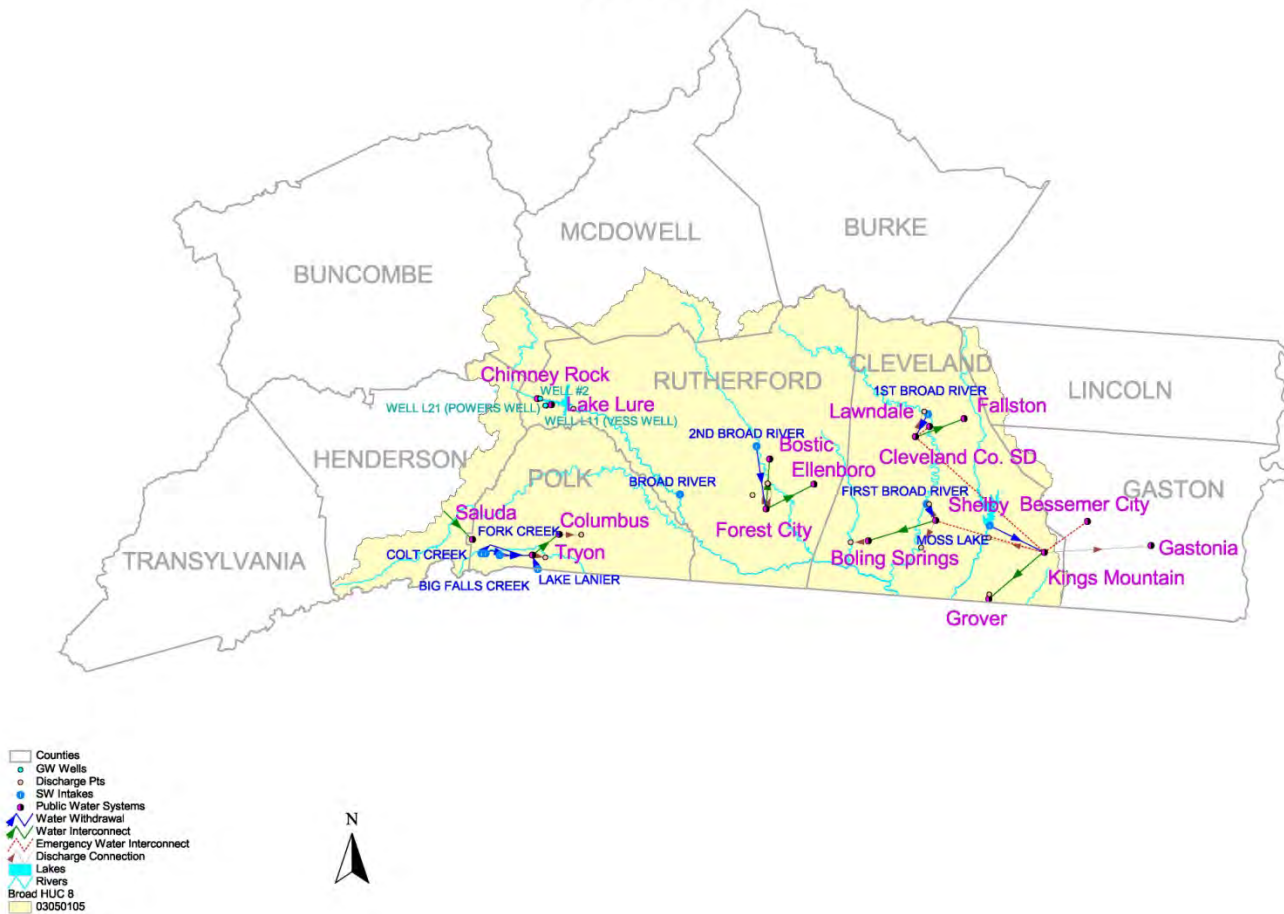 MCDOWELL
BURKE
BUNCOMBE
CLEVELAND
LINCOLN
RUTHERFORD
Chimney Rock
WELL #2
Lake Lure
WELL L21 (POWERS WELL)
WELL L11 (VESS WELL)
1ST BROAD RIVER
Lawndale
Fallston
2ND BROAD RIVER
Bostic
Cleveland Co. SD
HENDERSON
POLK
Ellenboro
BROAD RIVER
FIRST BROAD RIVER
Shelby
Bessemer City
GASTON
Saluda
FORK CREEK
Columbus
Forest City
MOSS LAKE
Gastonia
TRANSYLVANIA
COLT CREEK
Tryon
Boling Springs
Kings Mountain
BIG FALLS CREEK
LAKE LANIER
Grover
Counties
GW Wells
Discharge Pts
SW Intakes
Public Water Systems
Water Withdrawal
Water Interconnect
Emergency Water Interconnect
Discharge Connection
Lakes
Rivers
Broad HUC 8
03050105
N